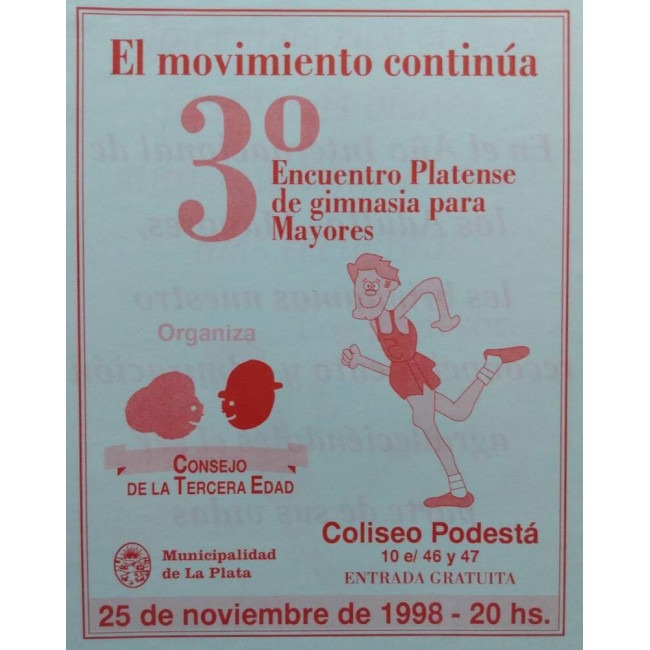 El movimiento continúa
3º
Encuentro Platense
de gimnasia para
Mayores
Organiza
CONSEJO
DE LA TERCERA EDAD
Municipalidad
de La Plata
Coliseo Podestá
10 e/ 46 y 47
ENTRADA GRATUITA
25 de noviembre de 1998 - 20 hs.